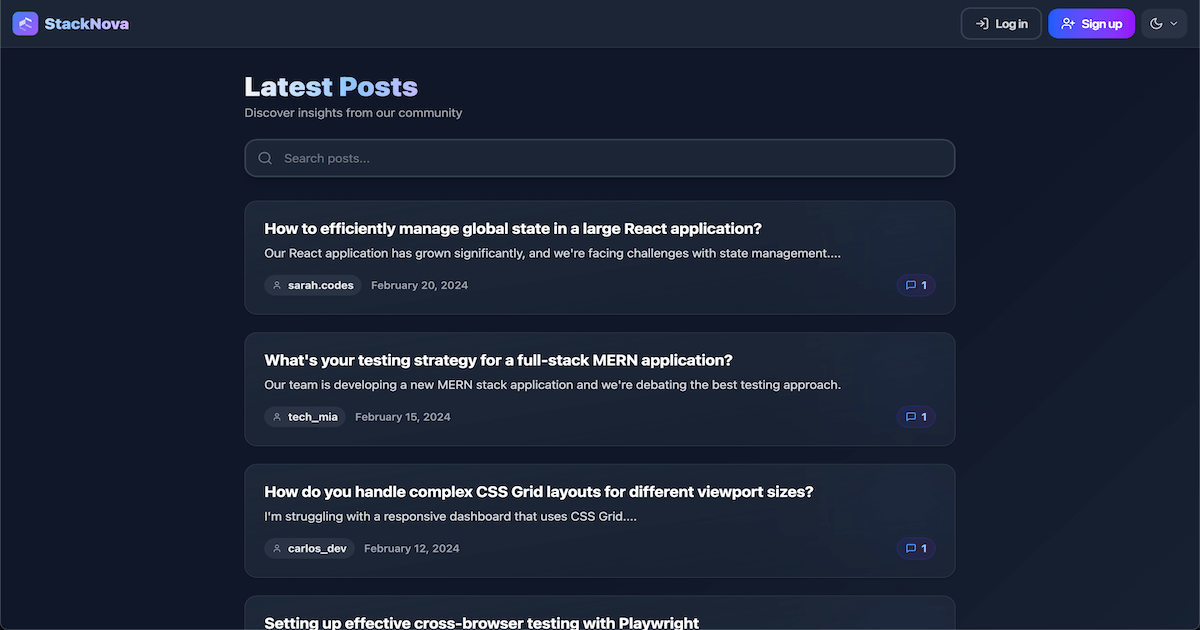 StackNova
Log in
Sign up
Latest Posts
Discover insights from our community
Search posts...
How to efficiently manage global state in a large React application?
Our React application has grown significantly, and we're facing challenges with state management....
sarah.codes February 20, 2024 1
What's your testing strategy for a full-stack MERN application?
Our team is developing a new MERN stack application and we're debating the best testing approach.
tech_mia February 15, 2024 1
How do you handle complex CSS Grid layouts for different viewport sizes?
I'm struggling with a responsive dashboard that uses CSS Grid....
carlos_dev February 12, 2024 1
Setting up effective cross-browser testing with Playwright